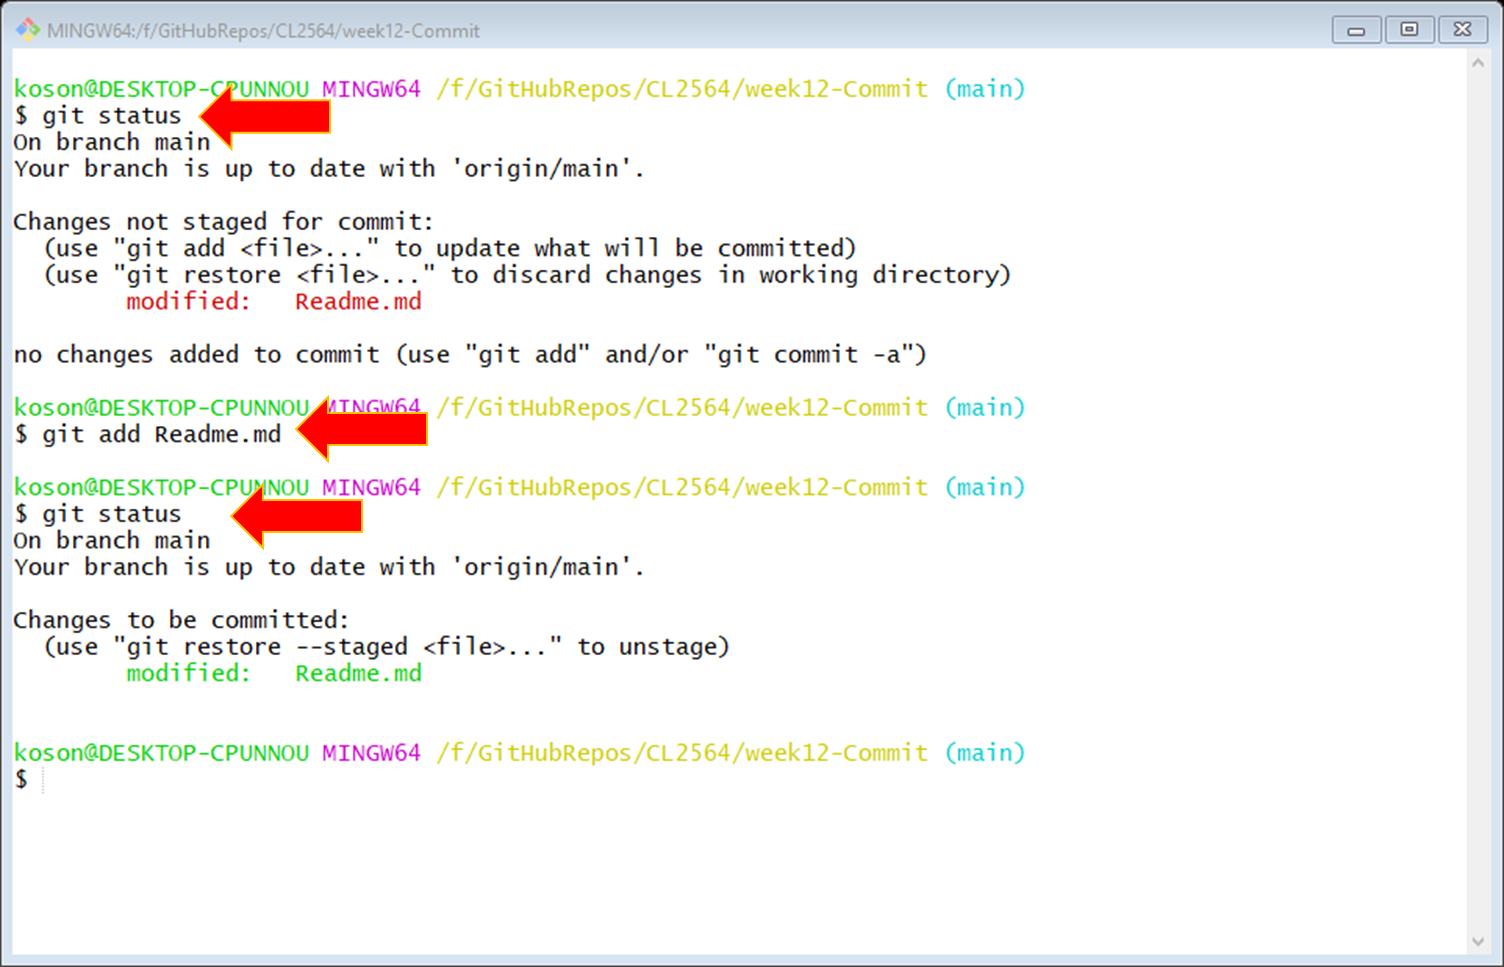 MINGW64:/f/GitHubRepos/CL2564/week12-Commit
koson@DESKTOP-CPUNNOU MINGW64 /f/GitHubRepos/CL2564/week12-Commit (main)
$ git status
On branch main
Your branch is up to date with 'origin/main'.
Changes not staged for commit:
  (use "git add <file>..." to update what will be committed)
  (use "git restore <file>..." to discard changes in working directory)
        modified:   Readme.md
no changes added to commit (use "git add" and/or "git commit -a")
koson@DESKTOP-CPUNNOU MINGW64 /f/GitHubRepos/CL2564/week12-Commit (main)
$ git add Readme.md
koson@DESKTOP-CPUNNOU MINGW64 /f/GitHubRepos/CL2564/week12-Commit (main)
$ git status
On branch main
Your branch is up to date with 'origin/main'.
Changes to be committed:
  (use "git restore --staged <file>..." to unstage)
        modified:   Readme.md
koson@DESKTOP-CPUNNOU MINGW64 /f/GitHubRepos/CL2564/week12-Commit (main)
$